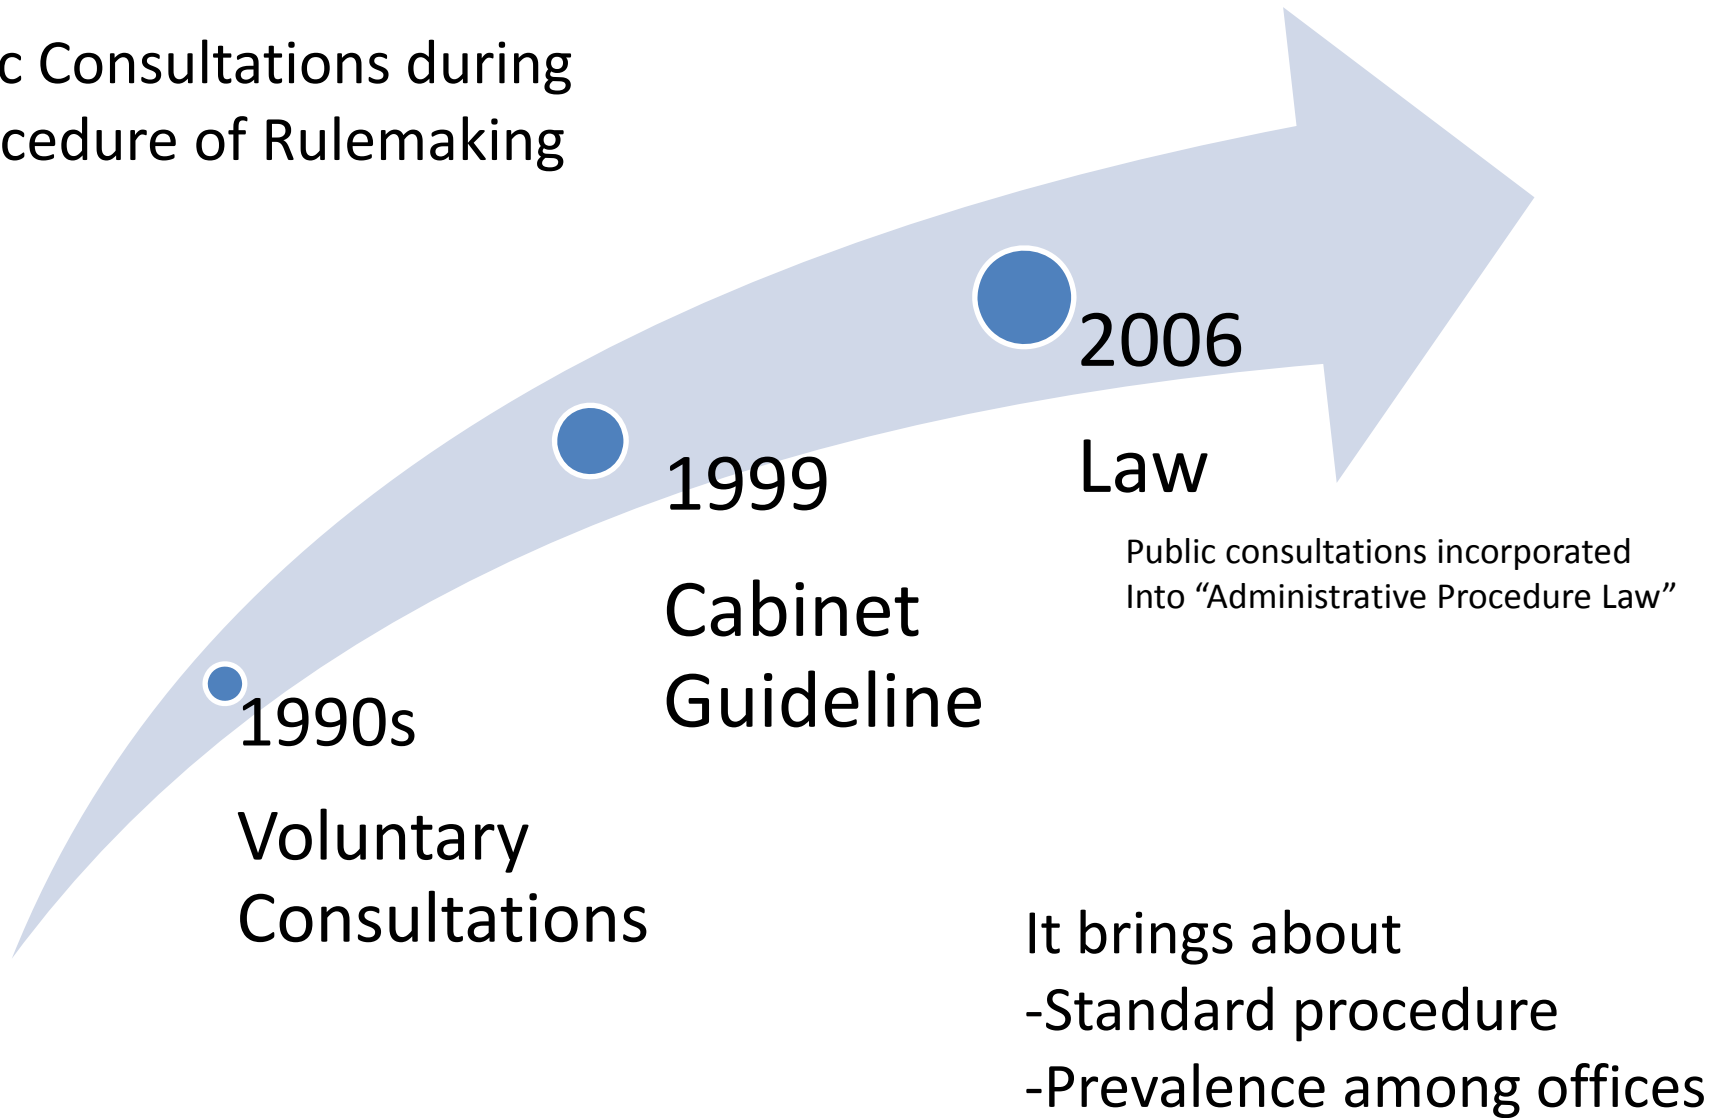 c Consultations during
cedure of Rulemaking
2006
Law
Public consultations incorporated
Into “Administrative Procedure Law”
1999
Cabinet
Guideline
1990s
Voluntary
Consultations
It brings about
-Standard procedure
-Prevalence among offices